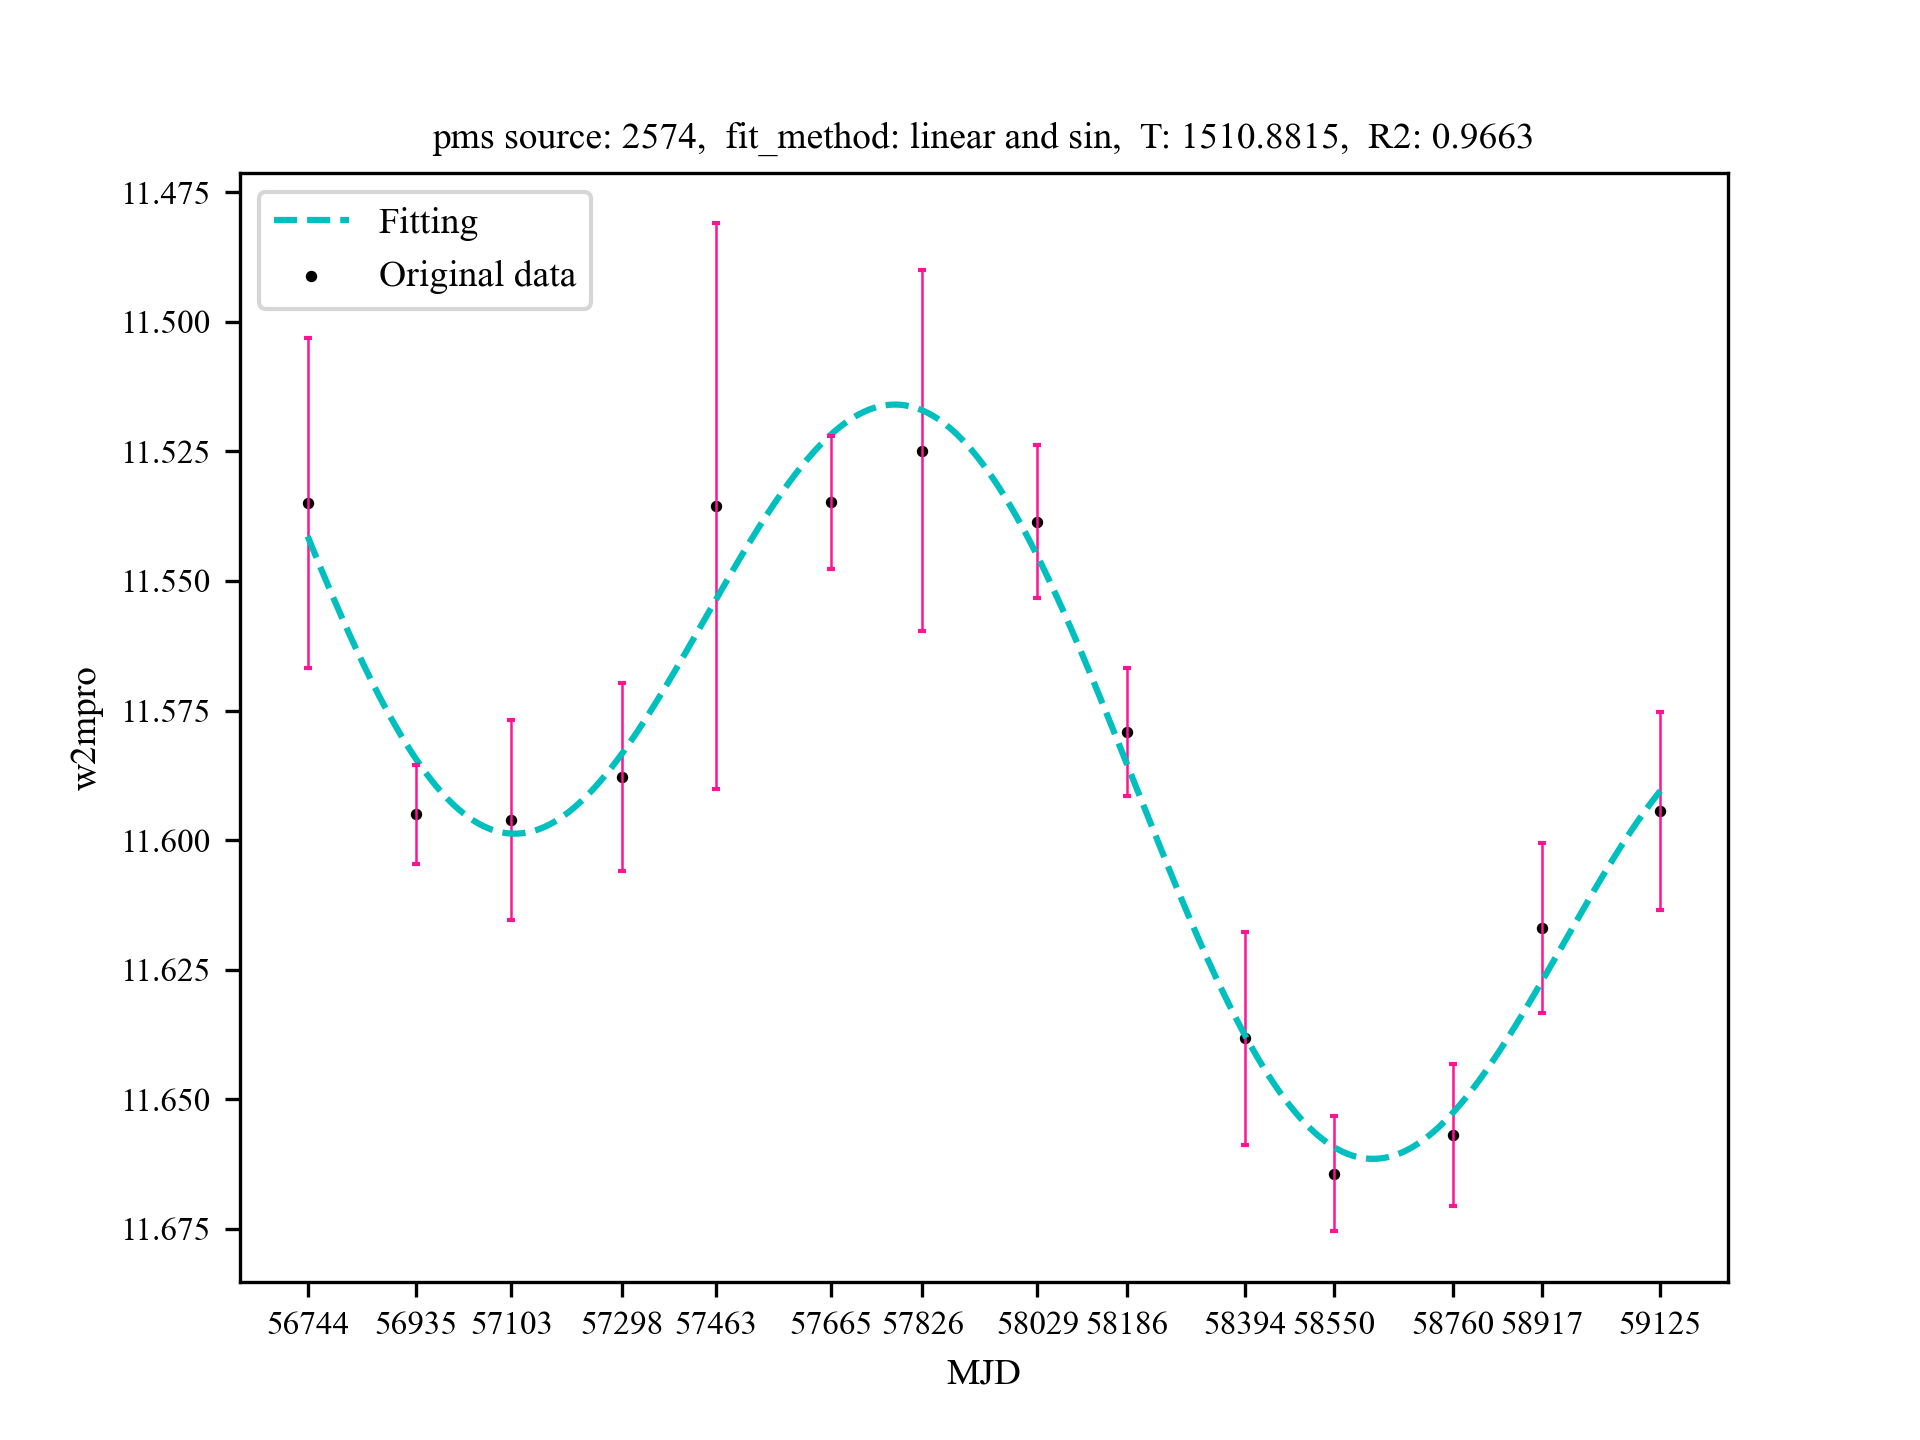 pms source: 2574,  fit_method: linear and sin,  T: 1510.8815,  R2: 0.9663
Fitting
Original data
11.475
11.500
11.525
11.550
11.575
11.600
11.625
11.650
11.675
w2mpro
56744 56935 57103 57298 57463 57665 57826 58029 58186 58394 58550 58760 58917 59125
MJD